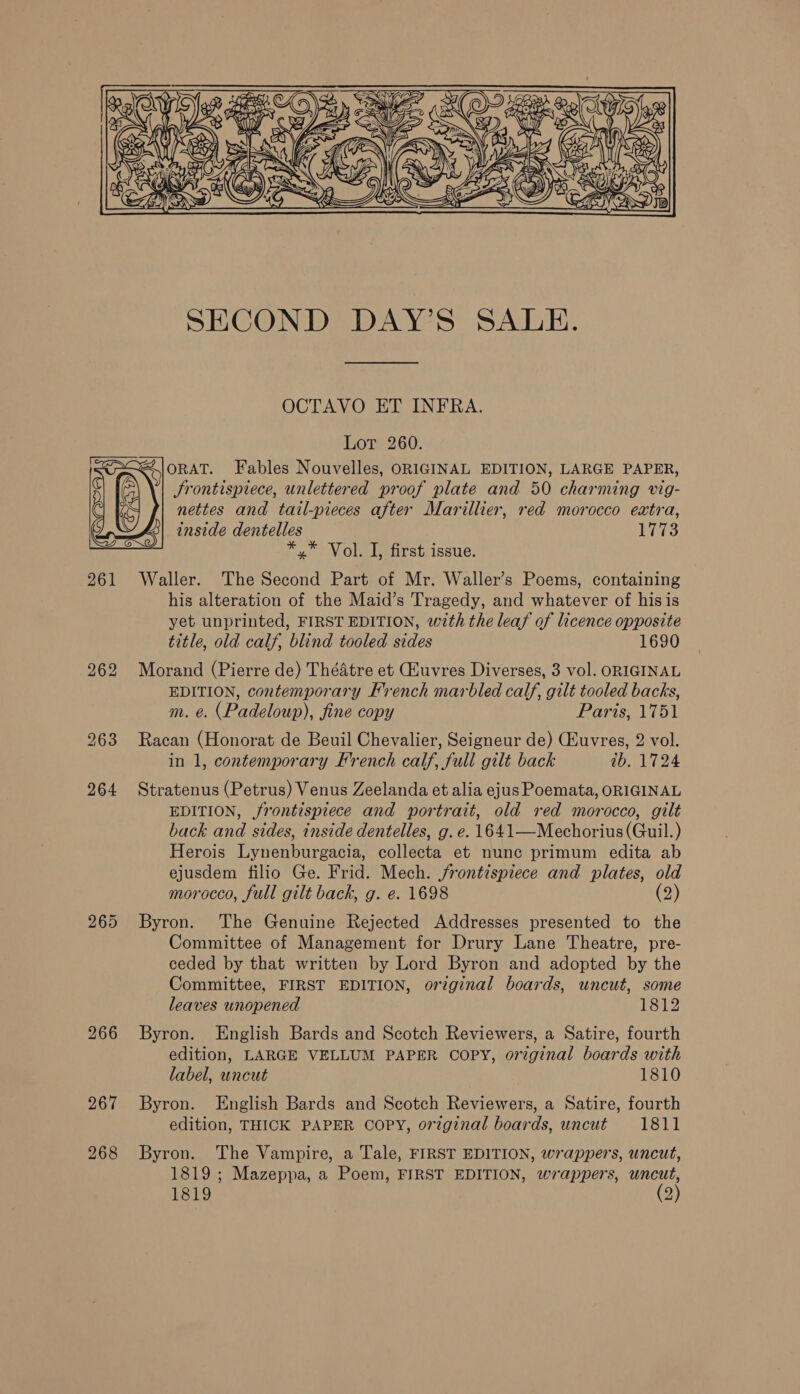 SECOND DAY'S SALE.
OCTAVO ET INFRA.
LOT 260.
DORAT. Fables Nouvelles, ORIGINAL EDITION, LARGE PAPER,
frontispiece, unlettered proof plate and 50 charming vig-
nettes and tail-pieces after Marillier, red morocco extra,
inside dentelles 1773
*⁎* Vol. I, first issue.
261 Waller. The Second Part of Mr. Waller's Poems, containing
his alteration of the Maid's Tragedy, and whatever of his is
yet unprinted, FIRST EDITION, with the leaf of licence opposite
title, old calf, blind tooled sides 1690
262 Morand (Pierre de) Théâtre et Œuvres Diverses, 3 vol. ORIGINAL
EDITION, contemporary French marbled calf, gilt tooled backs,
m. e. (Padeloup), fine copy Paris, 1751
263 Racan (Honorat de Beuil Chevalier, Seigneur de) Œuvres, 2 vol.
in 1, contemporary French calf, full gilt back ib. 1724
264 Stratenus (Petrus) Venus Zeelanda et alia ejus Poemata, ORIGINAL
EDITION, frontispiece and portrait, old red morocco, gilt
back and sides, inside dentelles, g. e. 1641—Mechorius (Guil.)
Herois Lynenburgacia, collecta et nunc primum edita ab
ejusdem filio Ge. Frid. Mech. frontispiece and plates, old
morocco, full gilt back, g. e. 1698 (2)
265 Byron. The Genuine Rejected Addresses presented to the
Committee of Management for Drury Lane Theatre, pre-
ceded by that written by Lord Byron and adopted by the
Committee, FIRST EDITION, original boards, uncut, some
leaves unopened 1812
266 Byron. English Bards and Scotch Reviewers, a Satire, fourth
edition, LARGE VELLUM PAPER COPY, original boards with
label, uncut 1810
267 Byron. English Bards and Scotch Reviewers, a Satire, fourth
edition, THICK PAPER COPY, original boards, uncut 1811
268 Byron. The Vampire, a Tale, FIRST EDITION, wrappers, uncut,
1819; Mazeppa, a Poem, FIRST EDITION, wrappers, uncut,
1819 (2)